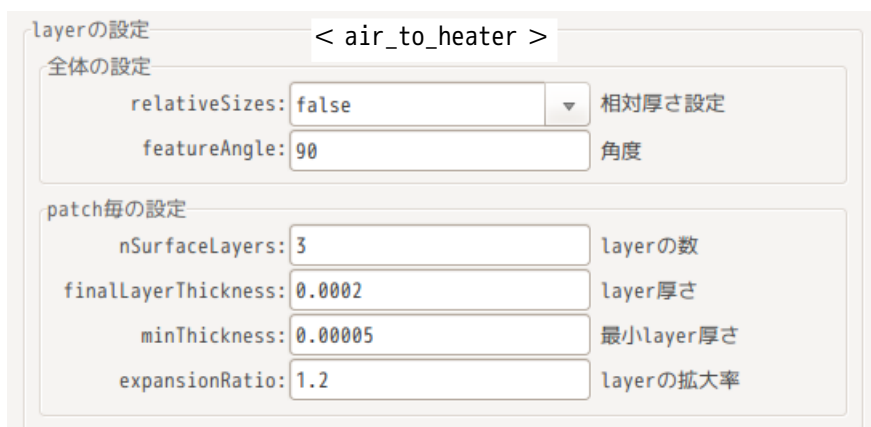 layerの設定
< air_to_heater >
全体の設定
relativeSizes: false 相対厚さ設定
featureAngle: 90 角度
patch毎の設定
nSurfaceLayers: 3 layerの数
finalLayerThickness: 0.0002 layer厚さ
minThickness: 0.00005 最小layer厚さ
expansionRatio: 1.2 layerの拡大率